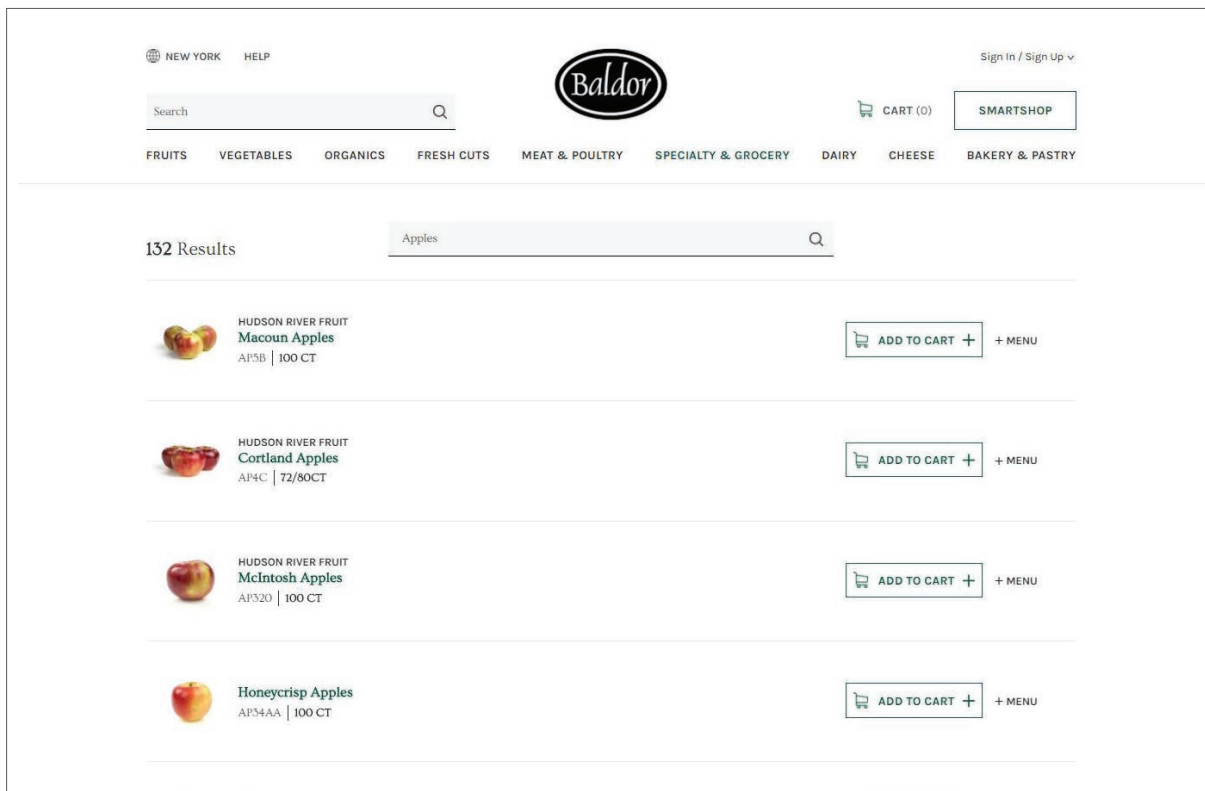 NEW YORK HELP
Baldor
Sign In / Sign Up
Search
CART (0)
SMARTSHOP
FRUITS VEGETABLES ORGANICS FRESH CUTS MEAT & POULTRY SPECIALTY & GROCERY DAIRY CHEESE BAKERY & PASTRY
132 Results
Apples
HUDSON RIVER FRUIT
Macoun Apples
AP5B | 100 CT
ADD TO CART + + MENU
HUDSON RIVER FRUIT
Cortland Apples
AP4C | 72/80CT
ADD TO CART + + MENU
HUDSON RIVER FRUIT
McIntosh Apples
AP320 | 100 CT
ADD TO CART + + MENU
Honeycrisp Apples
AP34AA | 100 CT
ADD TO CART + + MENU